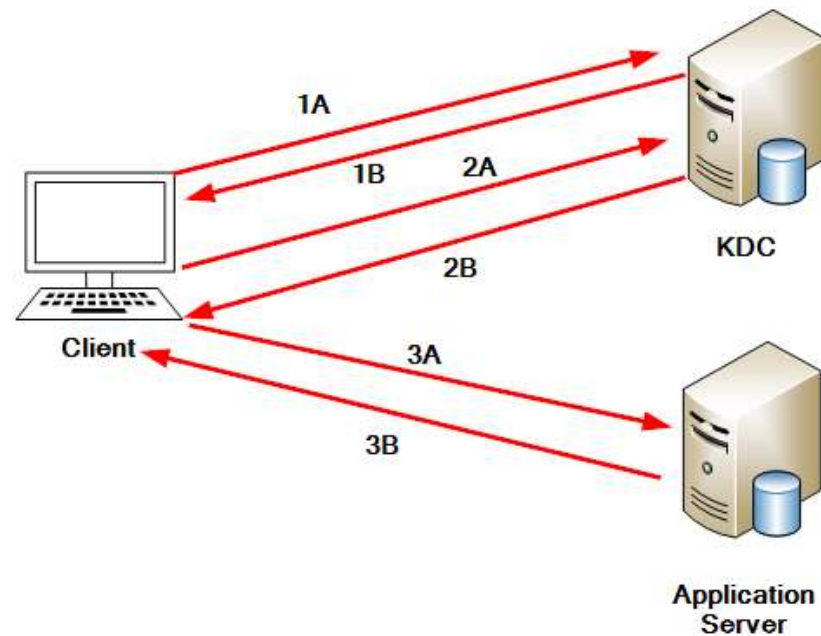 1A
1B
2A
KDC
2B
Client
3A
3B
Application
Server